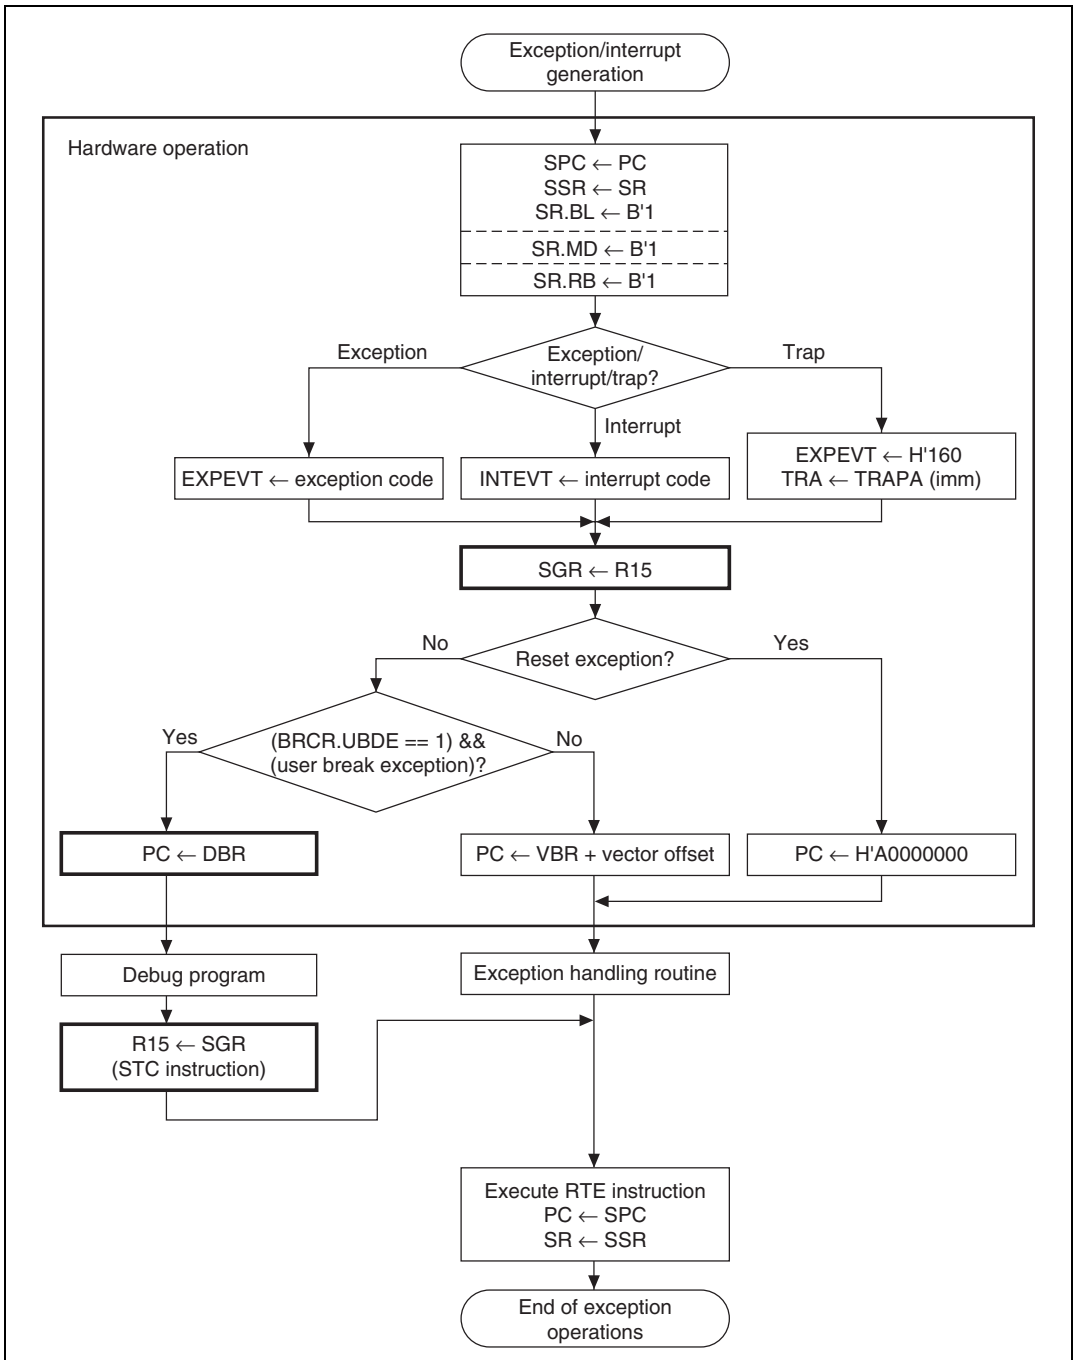 Exception/interrupt
generation
Hardware operation
SPC ← PC
SSR ← SR
SR.BL ← B'1
SR.MD ← B'1
SR.RB ← B'1
Exception
Exception/
interrupt/trap?
Trap
Interrupt
EXPEVT ← exception code
INTEVT ← interrupt code
EXPEVT ← H'160
TRA ← TRAPA (imm)
SGR ← R15
No
Reset exception?
Yes
Yes
(BRCR.UBDE == 1) &&
(user break exception)?
No
PC ← DBR
PC ← VBR + vector offset
PC ← H'A0000000
Debug program
Exception handling routine
R15 ← SGR
(STC instruction)
Execute RTE instruction
PC ← SPC
SR ← SSR
End of exception
operations